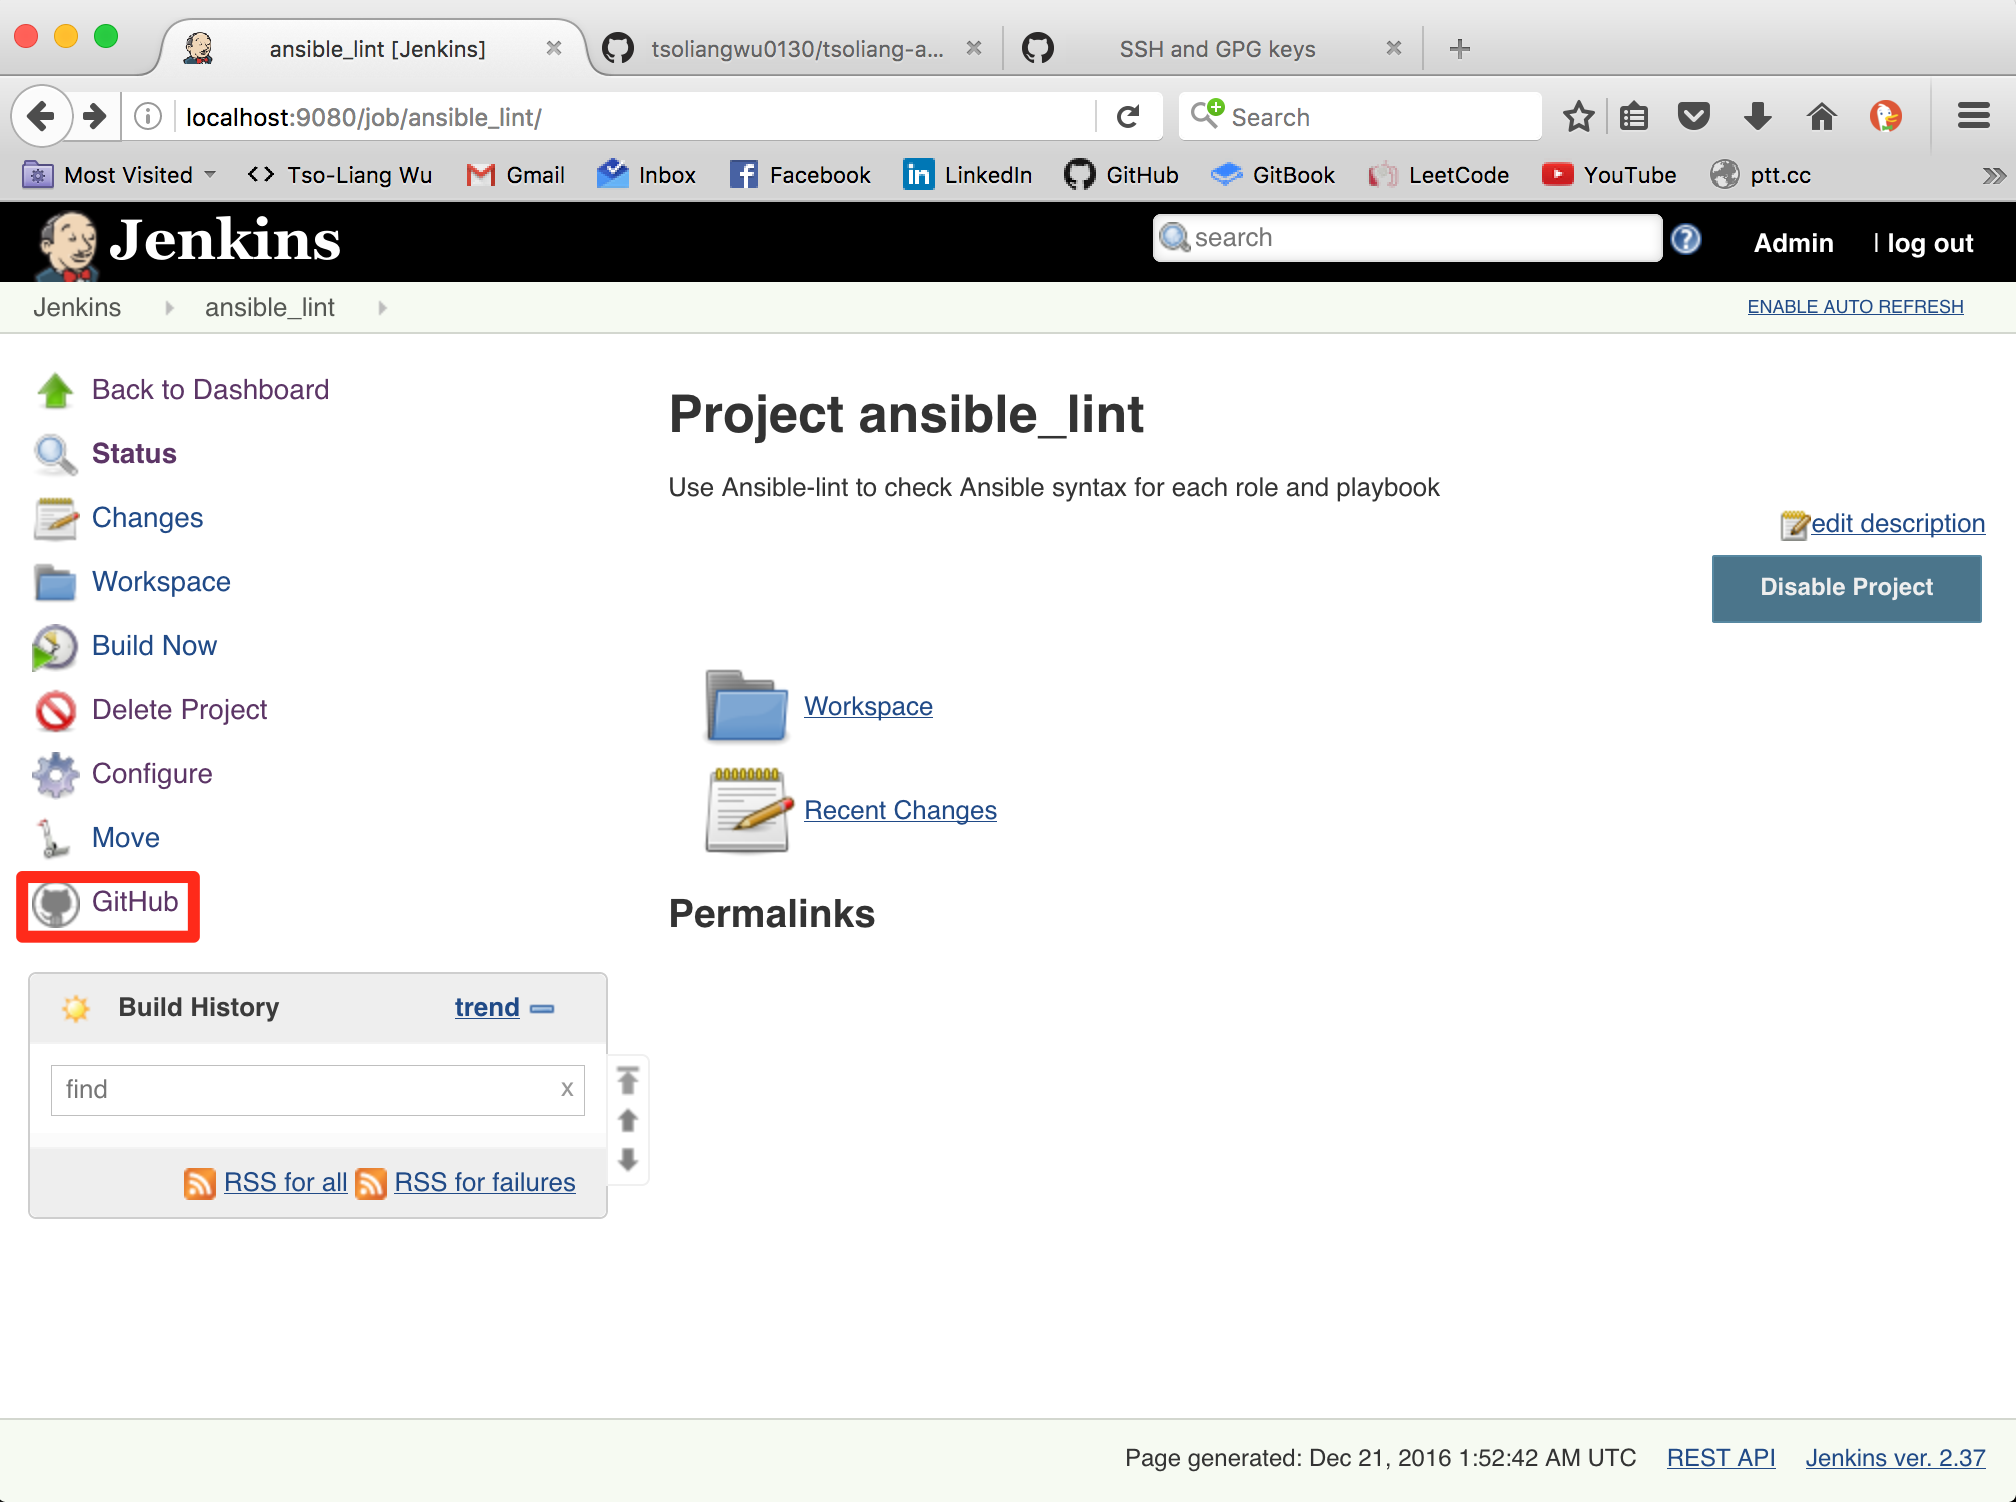 ansible_lint [Jenkins]
tsoliangwu0130/tsoliang-a...
SSH and GPG keys
localhost:9080/job/ansible_lint/
Search
Most Visited
Tso-Liang Wu
Gmail
Inbox
Facebook
LinkedIn
GitHub
GitBook
LeetCode
YouTube
ptt.cc
Jenkins
search
Admin
| log out
Jenkins
ansible_lint
ENABLE AUTO REFRESH
Back to Dashboard
Status
Changes
Workspace
Build Now
Delete Project
Configure
Move
GitHub
Build History
trend
find
x
RSS for all
RSS for failures
Project ansible_lint
Use Ansible-lint to check Ansible syntax for each role and playbook
edit description
Disable Project
Workspace
Recent Changes
Permalinks
Page generated: Dec 21, 2016 1:52:42 AM UTC
REST API
Jenkins ver. 2.37